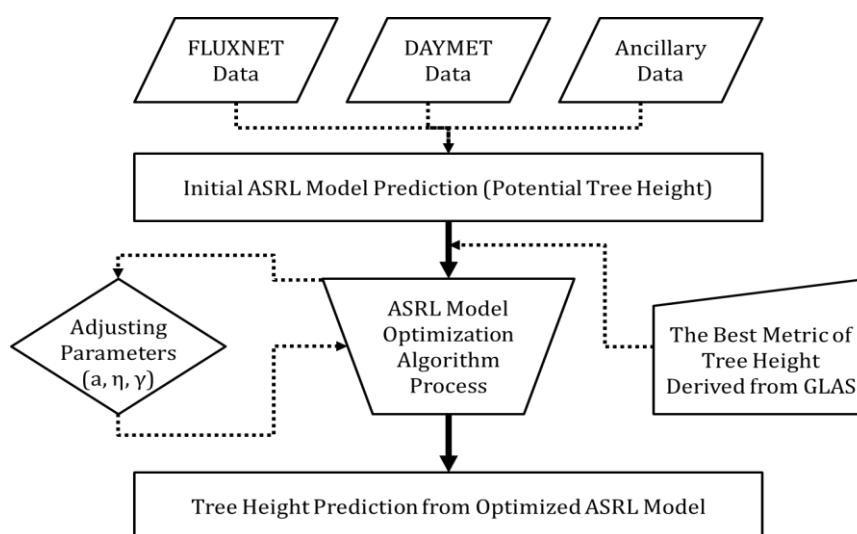 FLUXNET
Data
DAYMET
Data
Ancillary
Data
Initial ASRL Model Prediction (Potential Tree Height)
Adjusting
Parameters
(a, η, γ)
ASRL Model
Optimization
Algorithm
Process
The Best Metric of
Tree Height
Derived from GLAS
Tree Height Prediction from Optimized ASRL Model